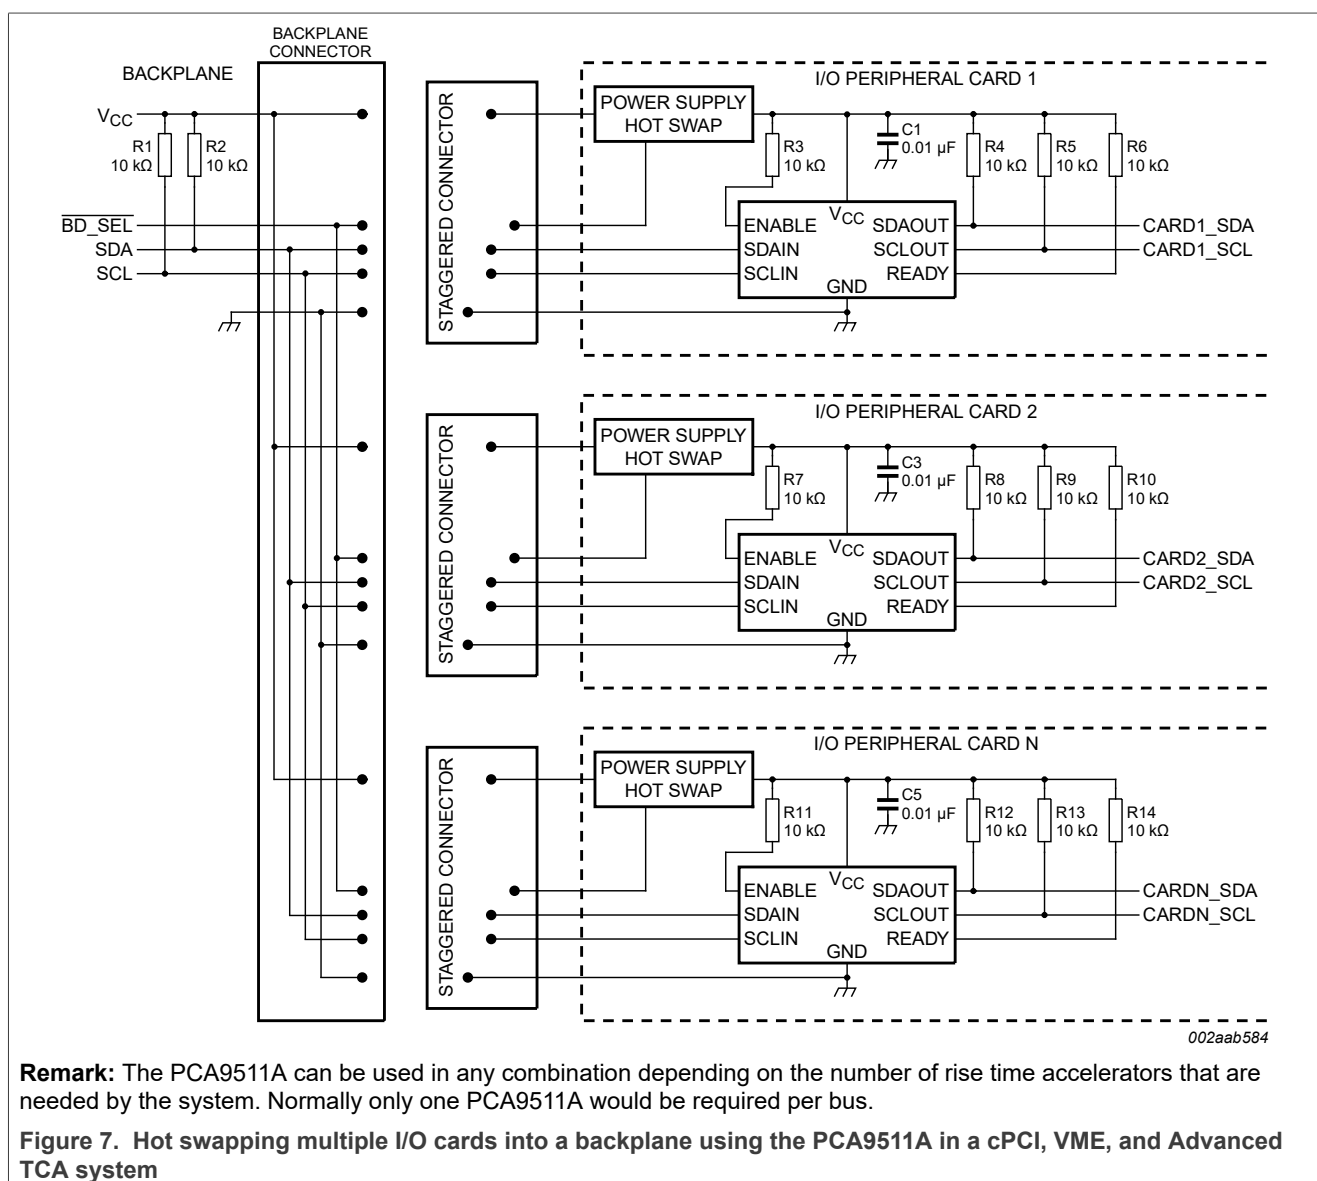 BACKPLANE
CONNECTOR
BACKPLANE
VCC
R1
10 kΩ
R2
10 kΩ
BD_SEL
SDA
SCL
STAGGERED CONNECTOR
I/O PERIPHERAL CARD 1
POWER SUPPLY
HOT SWAP
R3
10 kΩ
C1
0.01 µF
R4
10 kΩ
R5
10 kΩ
R6
10 kΩ
VCC
ENABLE
SDAIN
SCLIN
SDAOUT
SCLOUT
READY
GND
CARD1_SDA
CARD1_SCL
STAGGERED CONNECTOR
I/O PERIPHERAL CARD 2
POWER SUPPLY
HOT SWAP
R7
10 kΩ
C3
0.01 µF
R8
10 kΩ
R9
10 kΩ
R10
10 kΩ
VCC
ENABLE
SDAIN
SCLIN
SDAOUT
SCLOUT
READY
GND
CARD2_SDA
CARD2_SCL
STAGGERED CONNECTOR
I/O PERIPHERAL CARD N
POWER SUPPLY
HOT SWAP
R11
10 kΩ
C5
0.01 µF
R12
10 kΩ
R13
10 kΩ
R14
10 kΩ
VCC
ENABLE
SDAIN
SCLIN
SDAOUT
SCLOUT
READY
GND
CARDN_SDA
CARDN_SCL
002aab584
Remark: The PCA9511A can be used in any combination depending on the number of rise time accelerators that are
needed by the system. Normally only one PCA9511A would be required per bus.
Figure 7. Hot swapping multiple I/O cards into a backplane using the PCA9511A in a cPCI, VME, and Advanced
TCA system